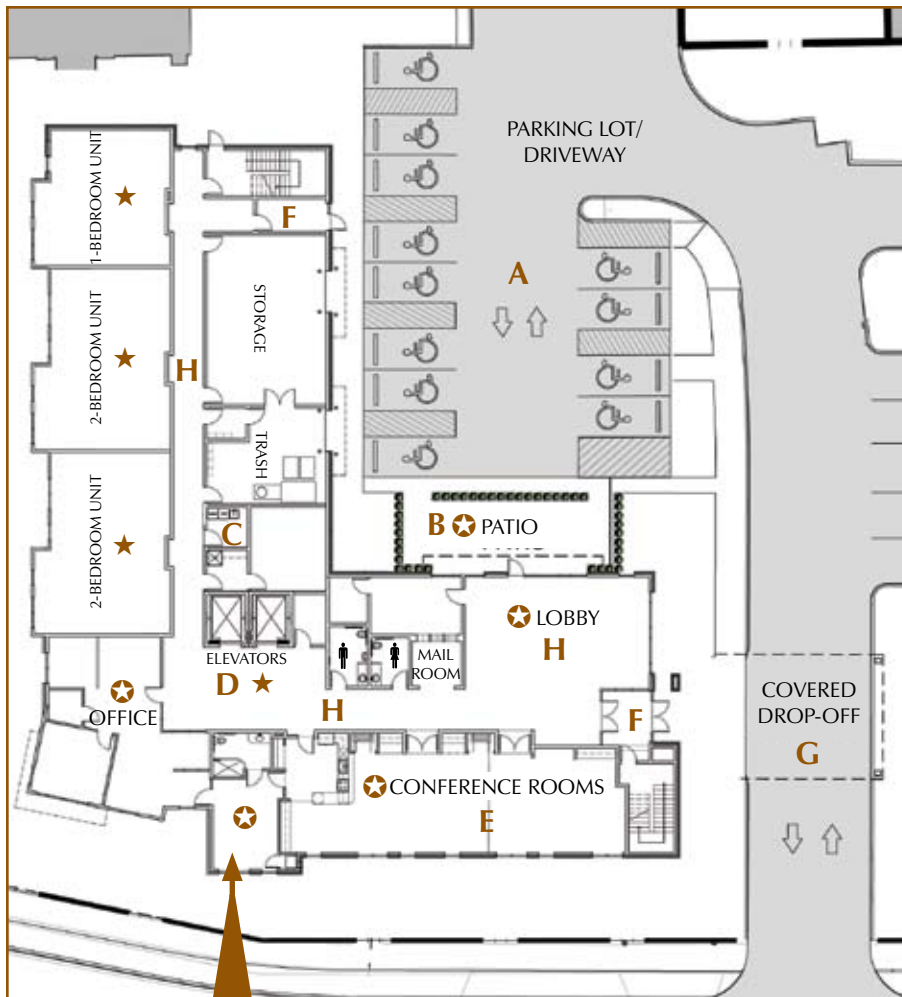 PARKING LOT/
DRIVEWAY
1-BEDROOM UNIT
F
A
STORAGE
2-BEDROOM UNIT
H
TRASH
C
B PATIO
2-BEDROOM UNIT
LOBBY
H
ELEVATORS
D
MAIL
ROOM
COVERED
DROP-OFF
G
OFFICE
H
F
CONFERENCE ROOMS
E